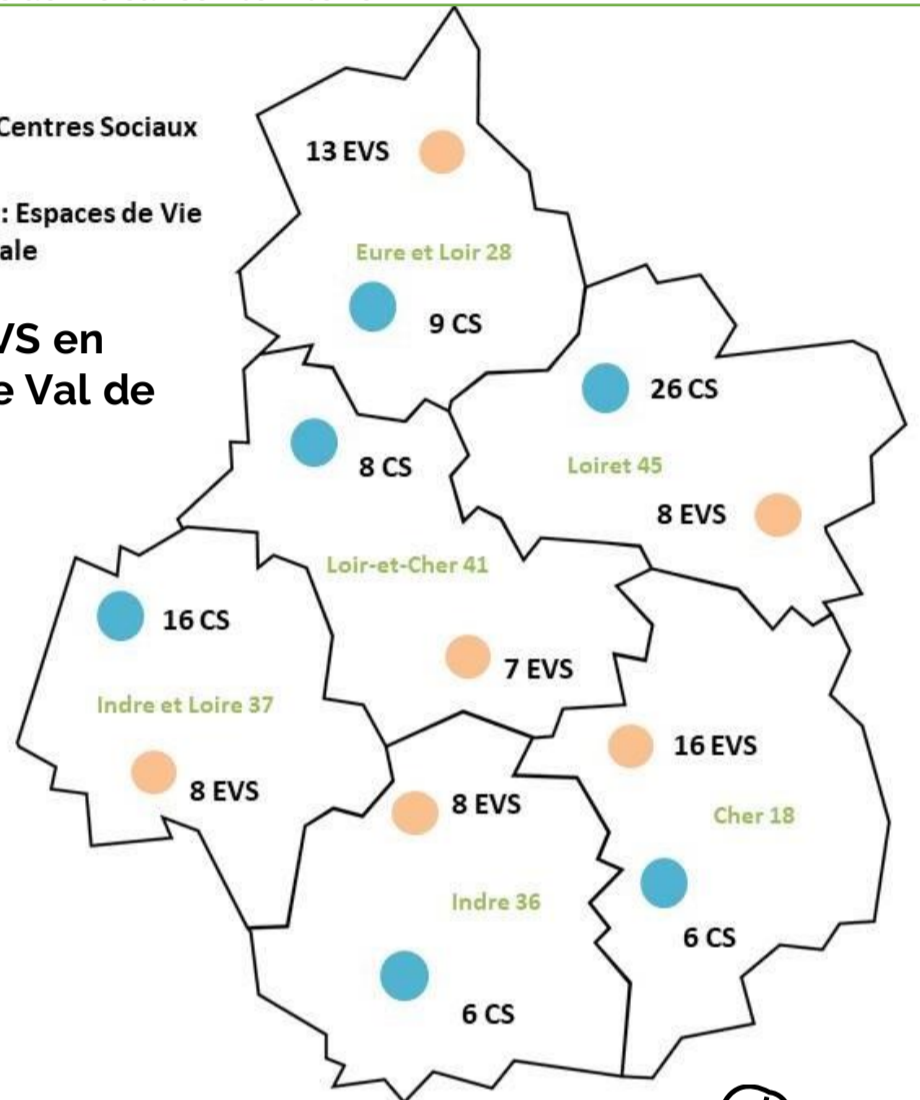 Centres Sociaux
: Espaces de Vie
VS en
Val de
13 EVS
Eure et Loir 28
9 CS
26 CS
Loiret 45
8 EVS
8 CS
Loir-et-Cher 41
7 EVS
16 CS
Indre et Loire 37
8 EVS
16 EVS
Cher 18
6 CS
8 EVS
Indre 36
6 CS